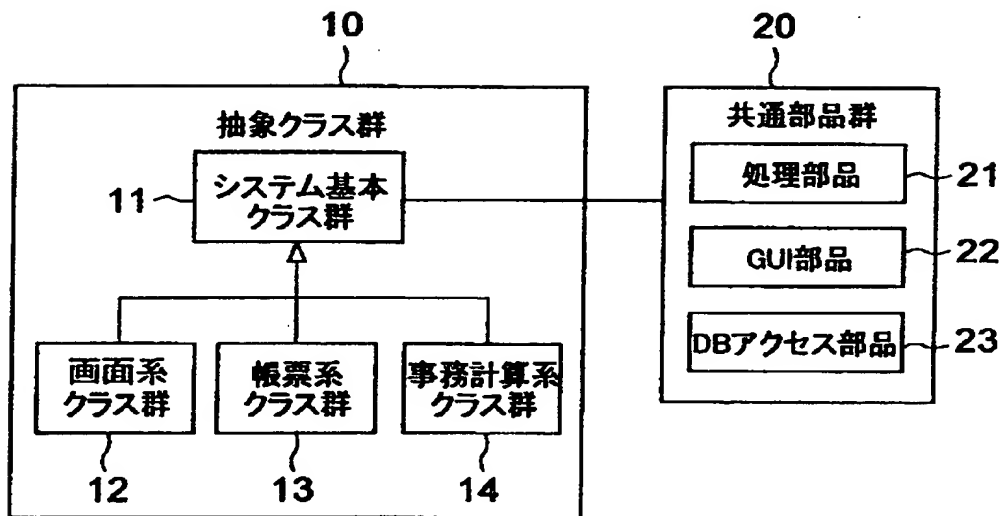 10
20
抽象クラス群
共通部品群
システム基本
クラス群
11
処理部品
21
GUI部品
22
DBアクセス部品
23
画面系
クラス群
帳票系
クラス群
事務計算系
クラス群
12
13
14